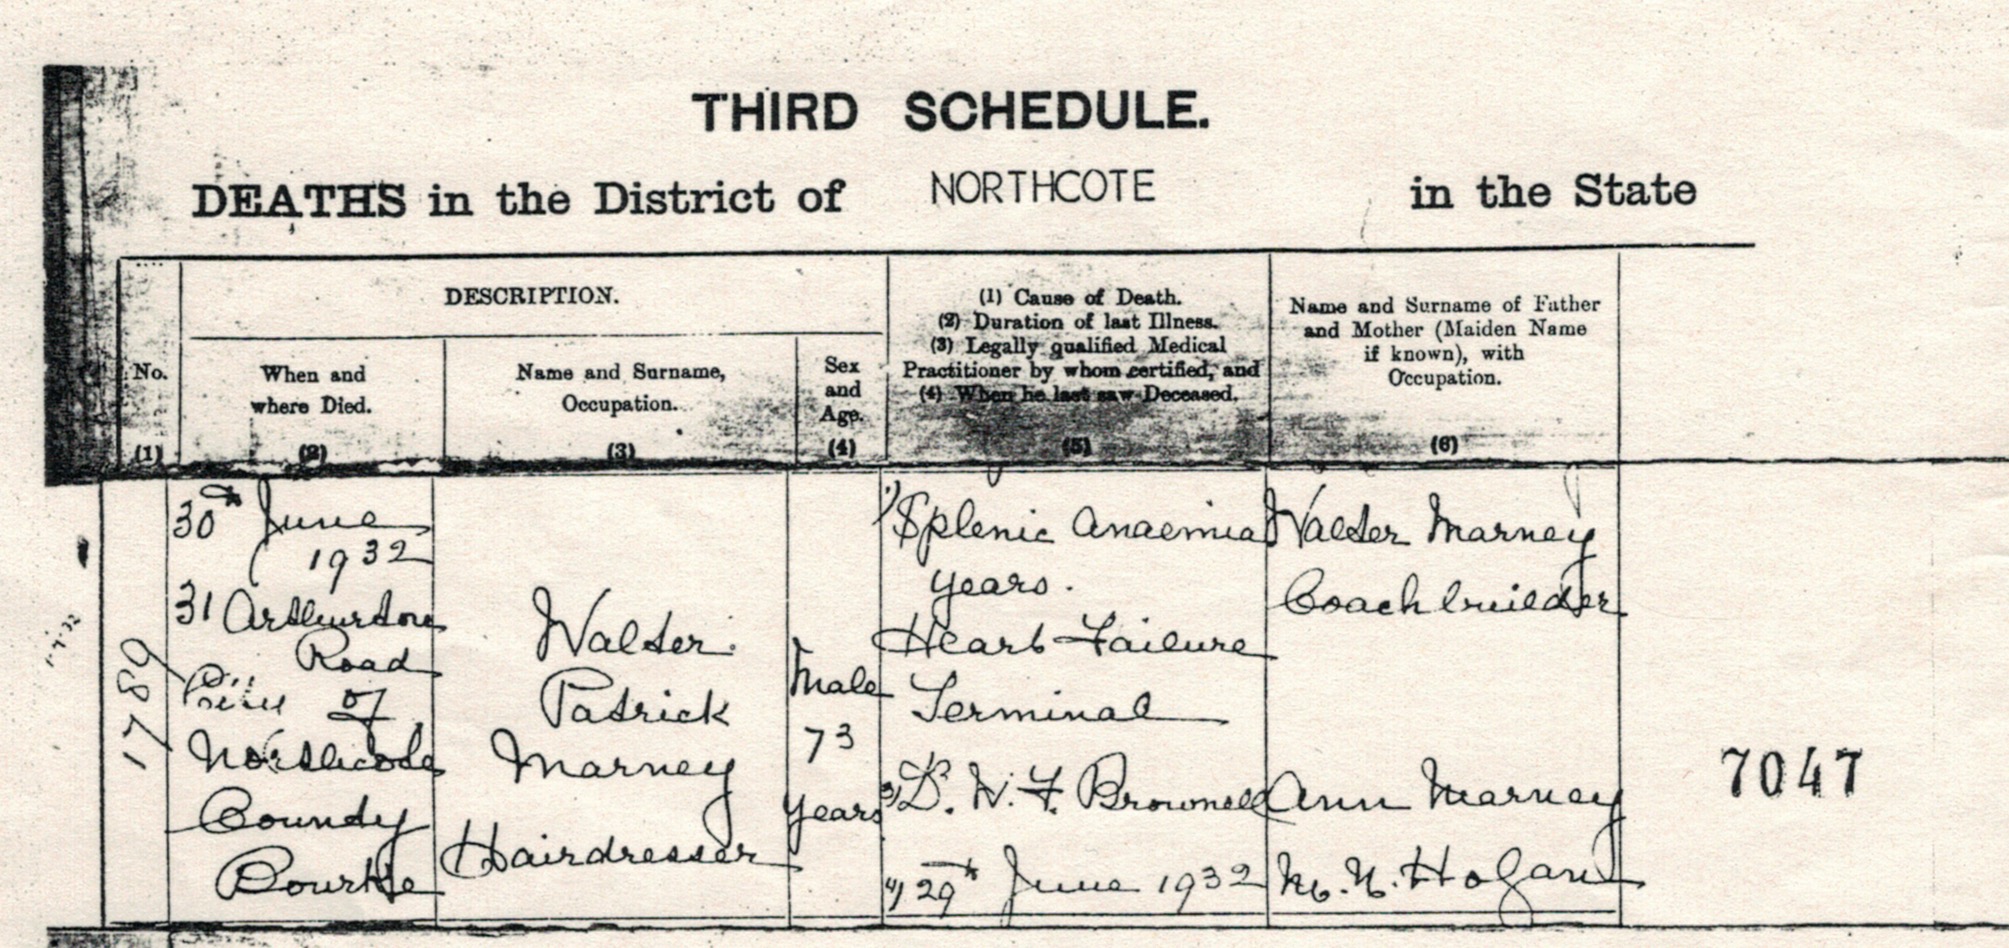 THIRD SCHEDULE.
DEATHS in the District of NORTHCOTE in the State
DESCRIPTION.
No.
(1)
When and
where Died.
(2)
Name and Surname,
Occupation.
(3)
Sex
and
Age.
(4)
(1) Cause of Death.
(2) Duration of last Illness.
(3) Legally qualified Medical
Practitioner by whom certified, and
(4) When he last saw Deceased.
(5)
Name and Surname of Father
and Mother (Maiden Name
if known), with
Occupation.
(6)
1789
30th June
1932
31 Arthurton
Road
City of
Northcote
County
Bourke
Walter
Patrick
Marney
Hairdresser
Male
73
years
1) Splenic Anaemia
years.
Heart Failure
Terminal
3) Dr. W. F. Brownell
4) 29th June 1932
Walter Marney
Coachbuilder
Ann Marney
M. N. Hogan
7047